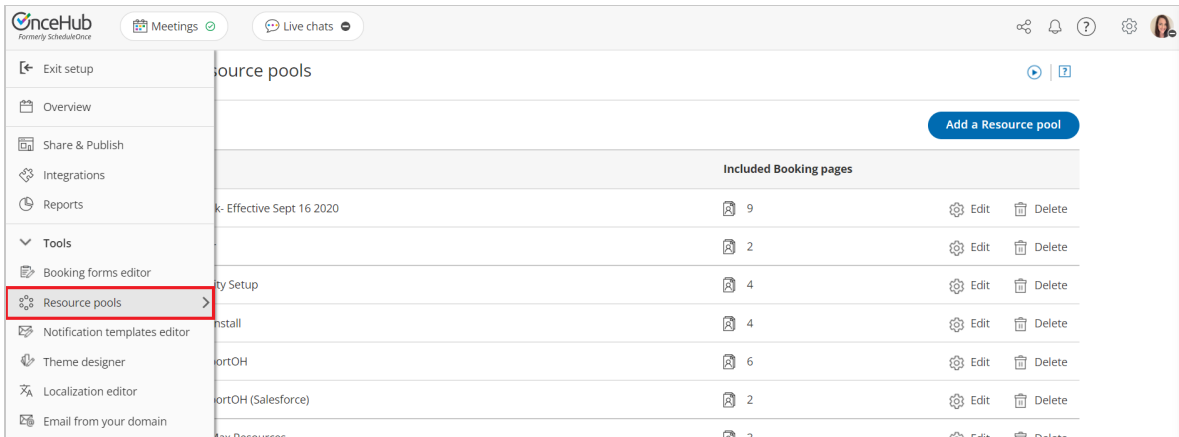 OnceHub
Formerly ScheduleOnce
Meetings
Live chats
Exit setup
Overview
Share & Publish
Integrations
Reports
Tools
Booking forms editor
Resource pools
Notification templates editor
Theme designer
Localization editor
Email from your domain
source pools
Add a Resource pool
Included Booking pages
k- Effective Sept 16 2020 9 Edit Delete
2 Edit Delete
ty Setup 4 Edit Delete
nstall 4 Edit Delete
portOH 6 Edit Delete
portOH (Salesforce) 2 Edit Delete
Max Resources